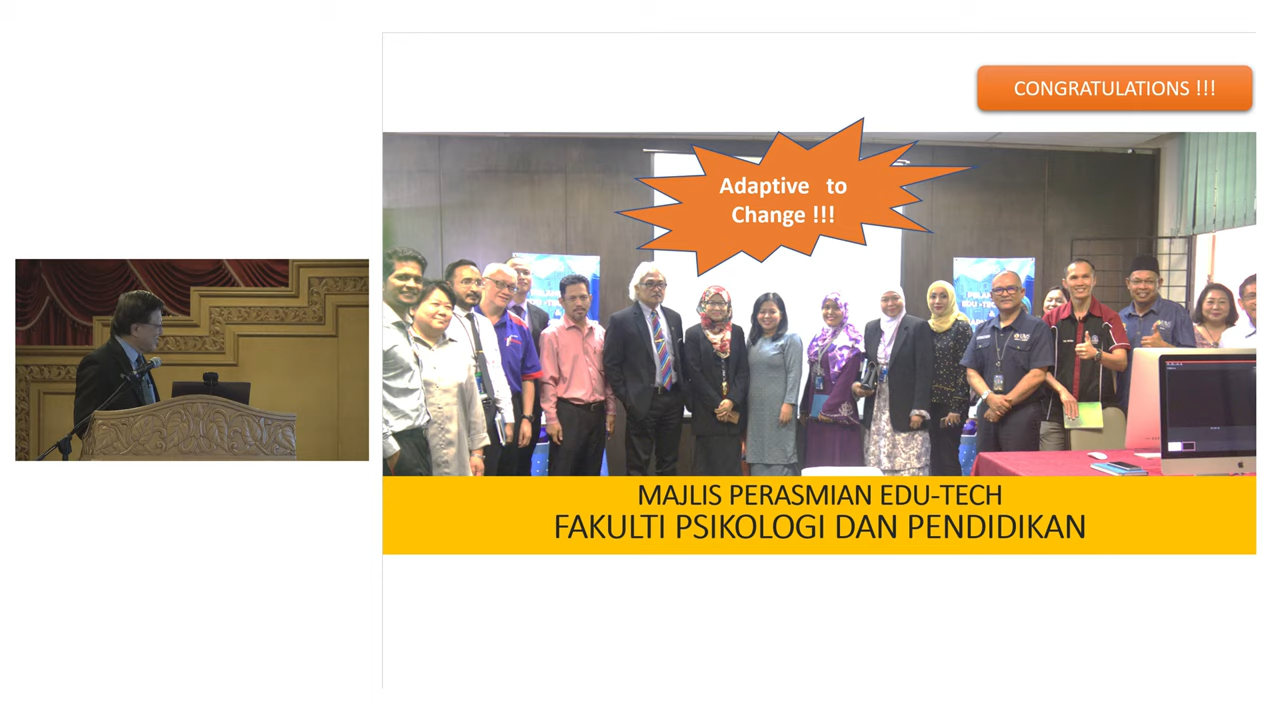 CONGRATULATIONS !!!
Adaptive to
Change !!!
MAJLIS PERASMIAN EDU-TECH
FAKULTI PSIKOLOGI DAN PENDIDIKAN